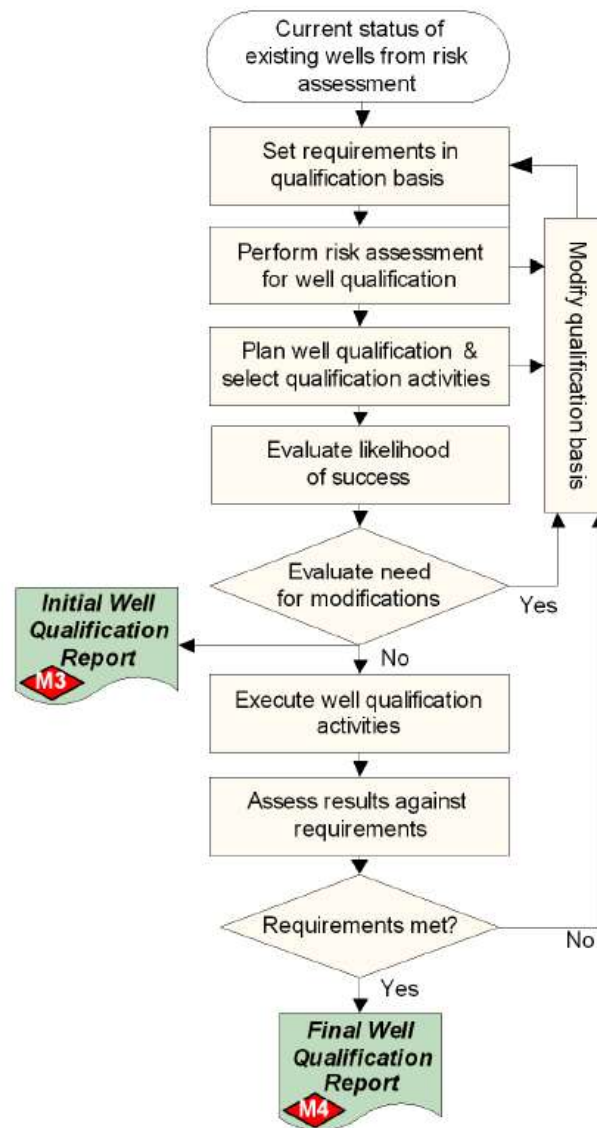 Current status of
existing wells from risk
assessment
Set requirements in
qualification basis
Perform risk assessment
for well qualification
Plan well qualification &
select qualification activities
Modify qualification
basis
Evaluate likelihood
of success
Evaluate need
for modifications
Yes
Initial Well
Qualification
Report
M3
No
Execute well qualification
activities
Assess results against
requirements
Requirements met?
No
Yes
Final Well
Qualification
Report
M4